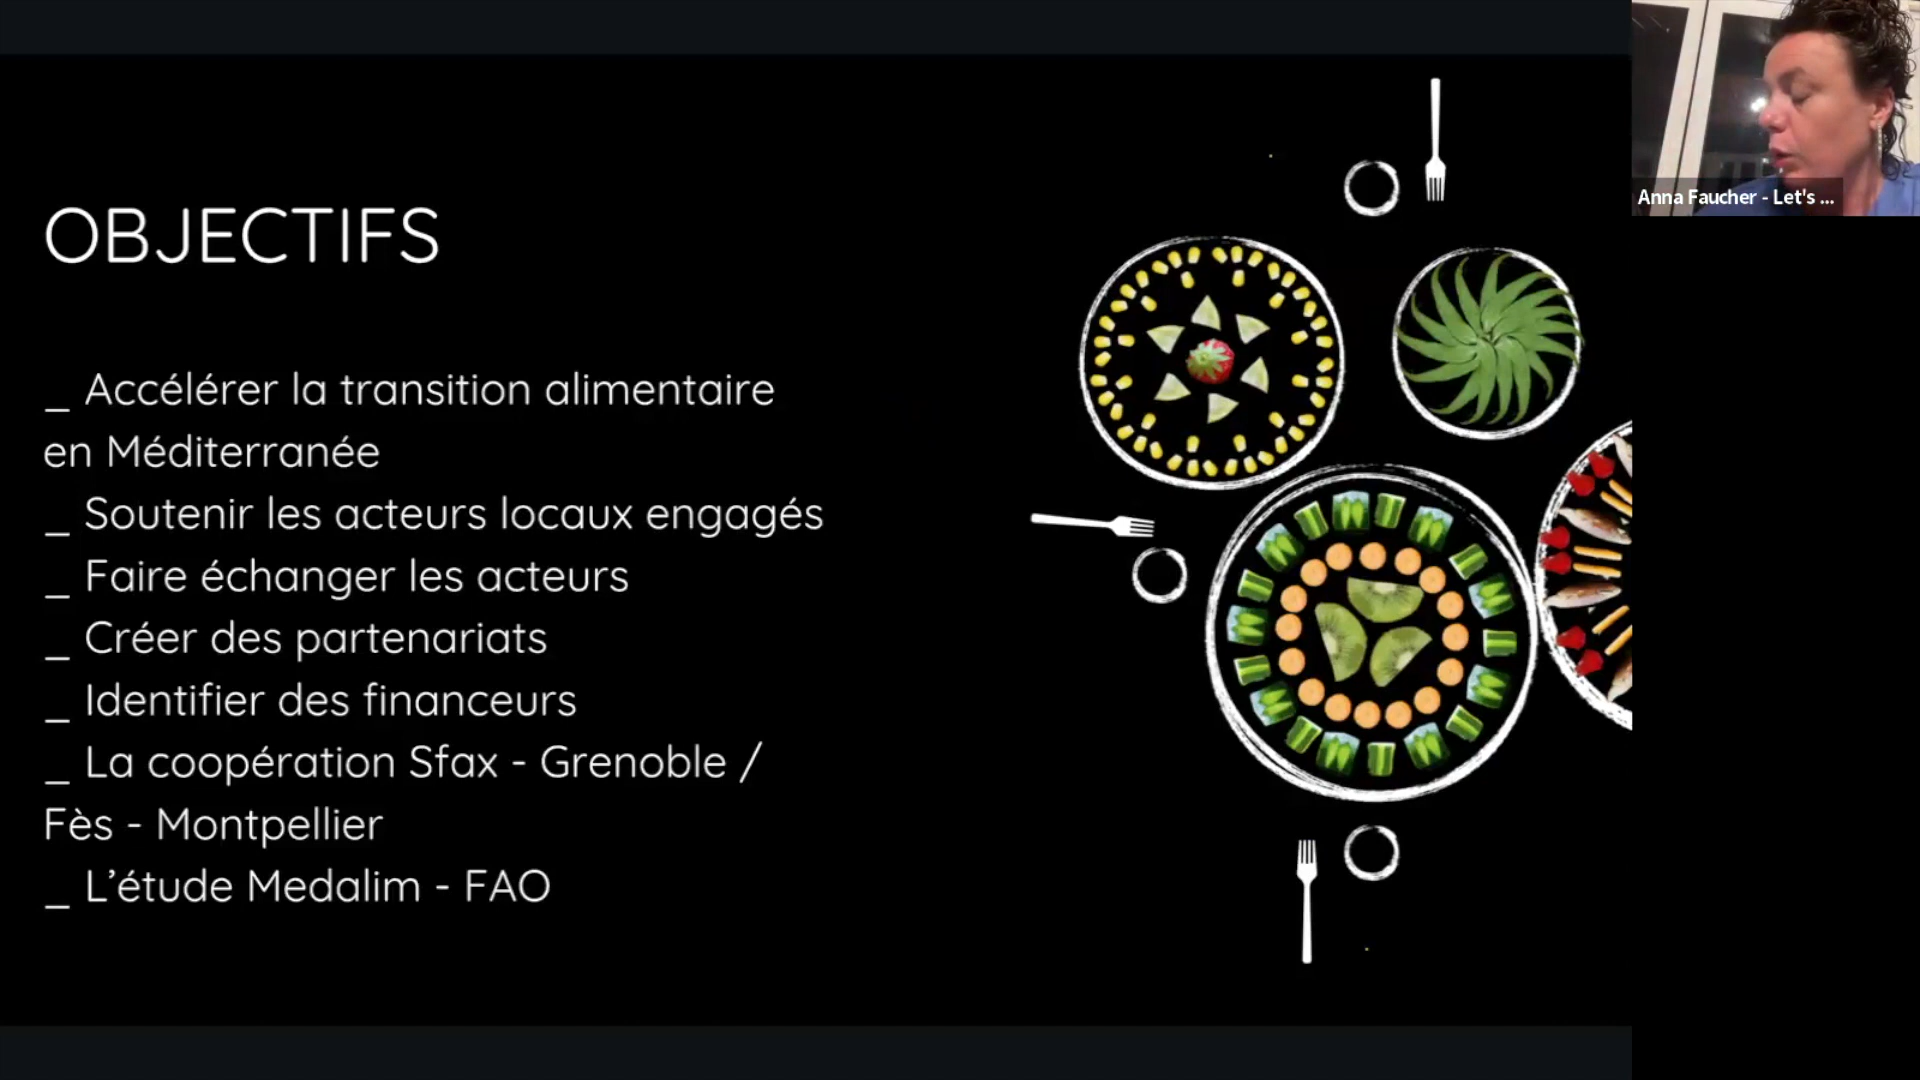 OBJECTIFS
_ Accélérer la transition alimentaire
en Méditerranée
_ Soutenir les acteurs locaux engagés
_ Faire échanger les acteurs
_ Créer des partenariats
_ Identifier des financeurs
_ La coopération Sfax - Grenoble /
Fès - Montpellier
_ L’étude Medalim - FAO
Anna Faucher - Let's ...